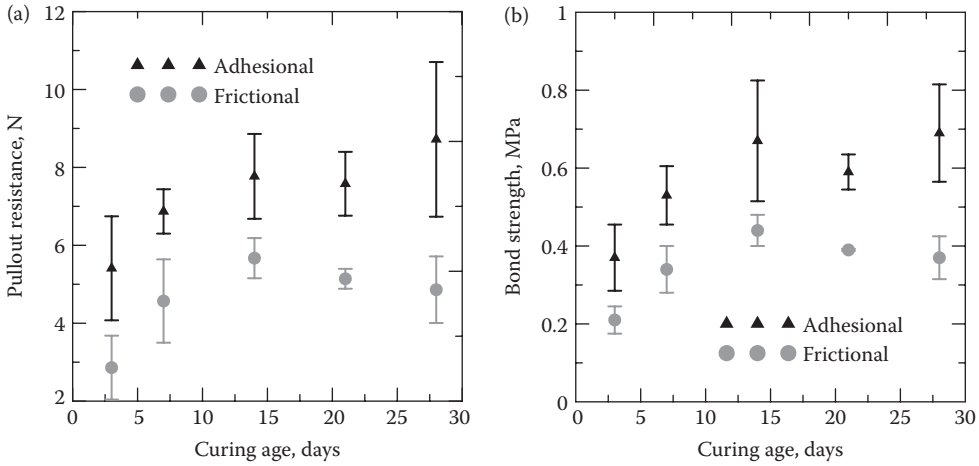 (a)
12
10
8
6
4
2
0
5
10
15
20
25
30
Pullout resistance, N
Curing age, days
Adhesional
Frictional
(b)
1
0.8
0.6
0.4
0.2
0
0
5
10
15
20
25
30
Bond strength, MPa
Curing age, days
Adhesional
Frictional